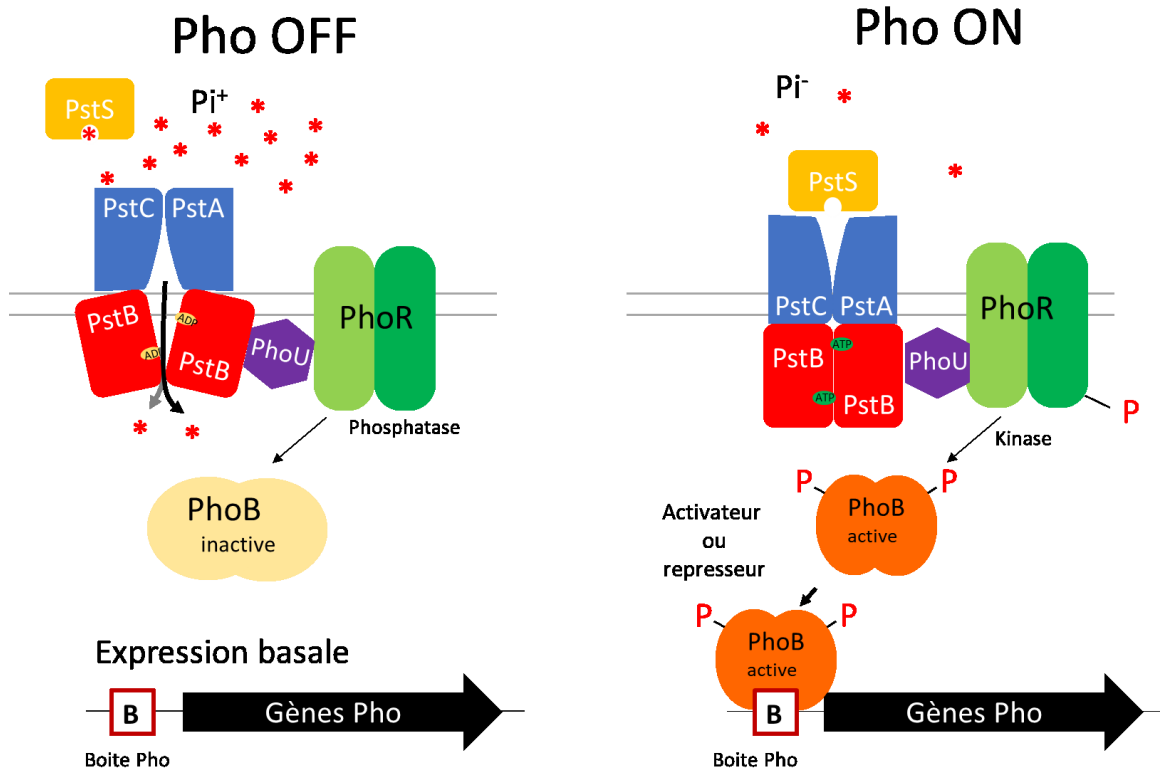 Pho OFF
PstS
Pi+
PstC PstA
PstB
ADP
ADP
PstB
PhoU
PhoR
Phosphatase
PhoB
inactive
Expression basale
B
Gènes Pho
Boite Pho
Pho ON
Pi-
PstS
PstC PstA
PstB
ATP
ATP
PstB
PhoU
PhoR
P
Kinase
P
P
PhoB
active
Activateur
ou
represseur
P
P
PhoB
active
B
Gènes Pho
Boite Pho